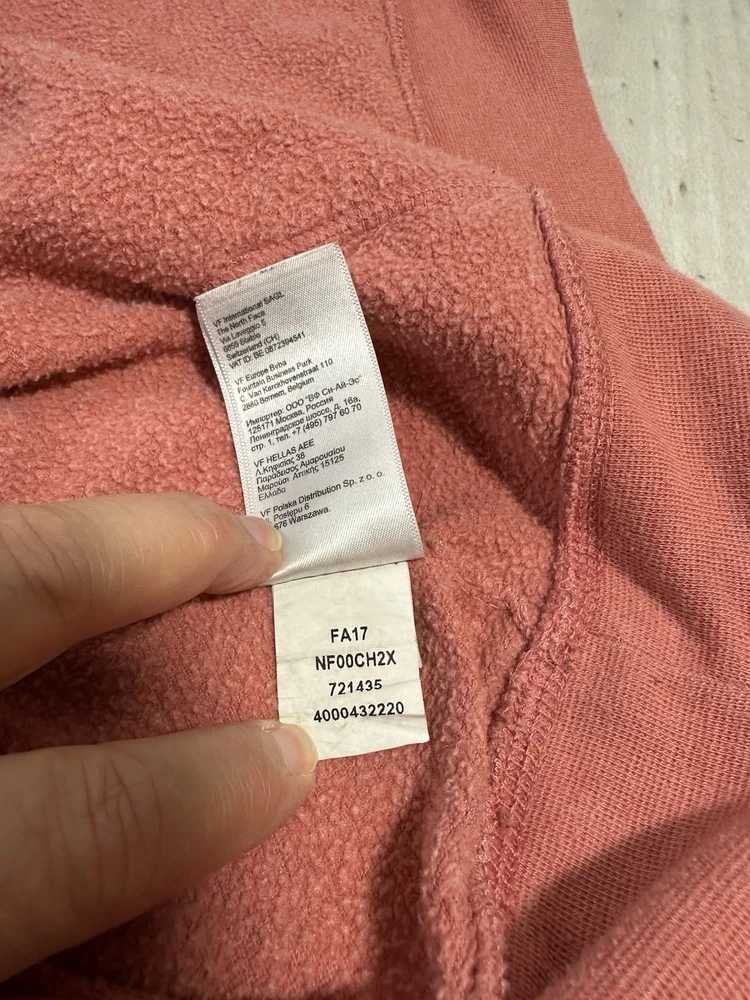 VF International SAGL
The North Face
Via Laveggio 5
6855 Stabio
Switzerland (CH)
VAT ID: BE 0872394541
VF Europe Bvba
Fountain Business Park
C. Van Kerckhovenstraat 110
2880 Bornem, Belgium
Импортер: ООО "ВФ Си-Ай-Эс"
125171 Москва, Россия
Ленинградское шоссе, д. 16а,
стр. 1, тел. +7 (495) 797 60 70
VF HELLAS AEE
Λ.Κηφισίας 38
Παράδεισος Αμαρουσίου
Μαρούσι Αττικής 15125
Ελλάδα
VF Polska Distribution Sp. z o. o.
Postępu 6
676 Warszawa.
FA17
NF00CH2X
721435
4000432220